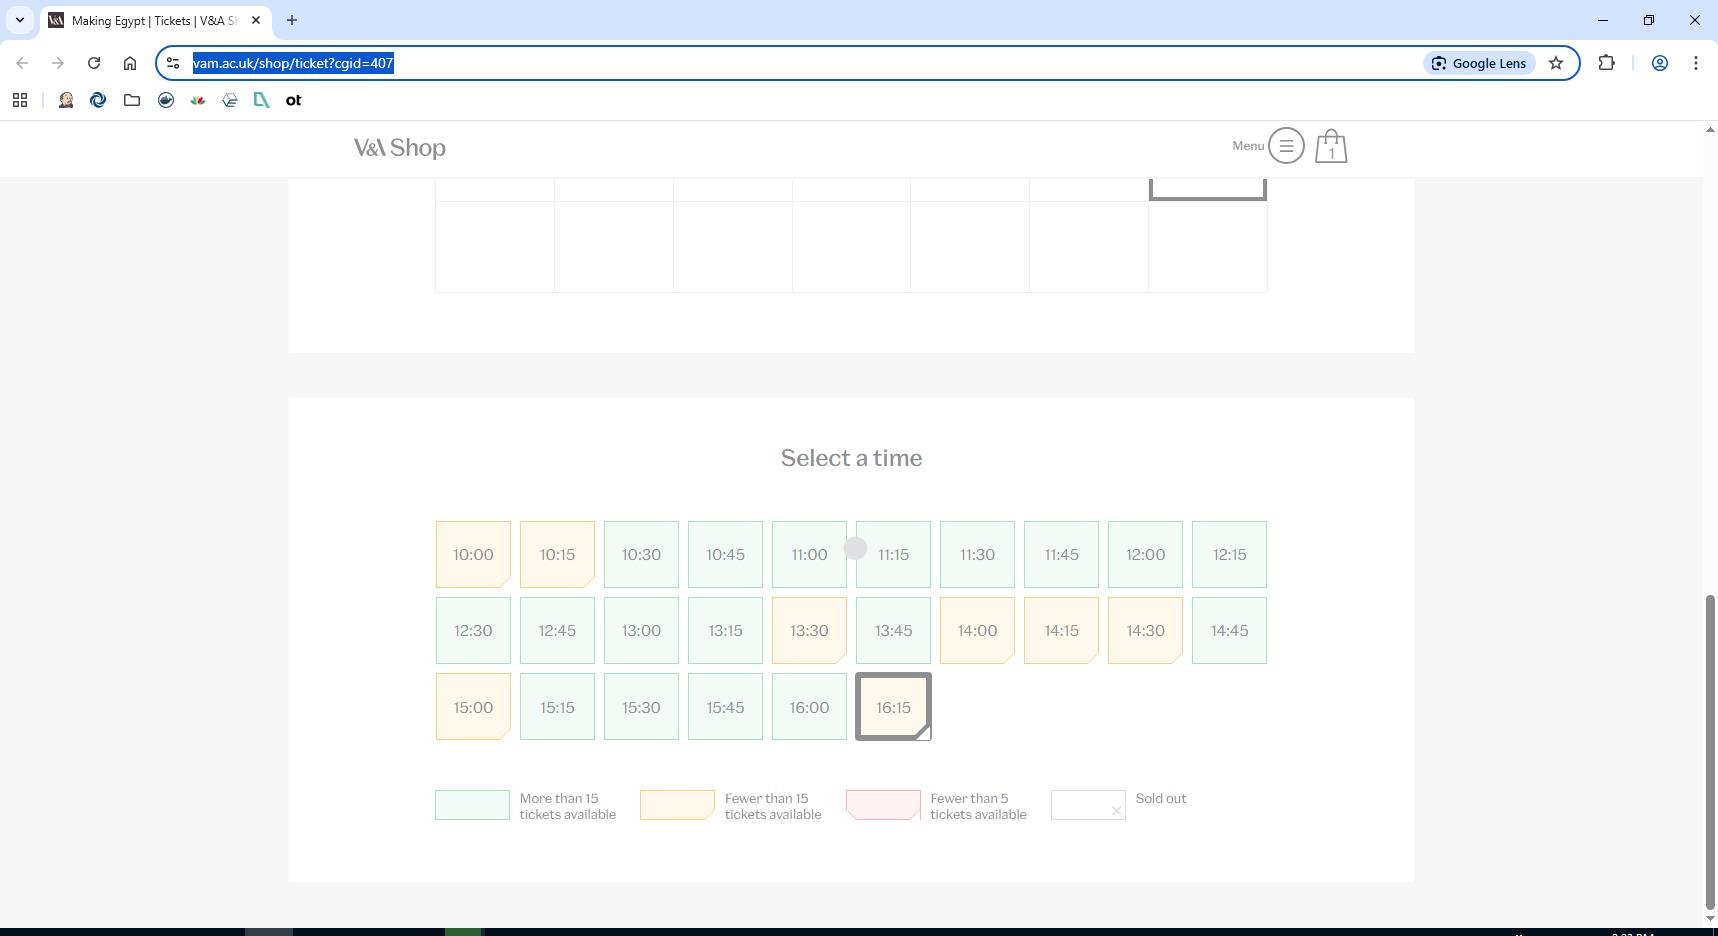 Making Egypt | Tickets | V&A S
vam.ac.uk/shop/ticket?cgid=407
Google Lens
ot
V&A Shop
Menu
1
Select a time
10:00 10:15 10:30 10:45 11:00 11:15 11:30 11:45 12:00 12:15
12:30 12:45 13:00 13:15 13:30 13:45 14:00 14:15 14:30 14:45
15:00 15:15 15:30 15:45 16:00 16:15
More than 15 tickets available
Fewer than 15 tickets available
Fewer than 5 tickets available
Sold out